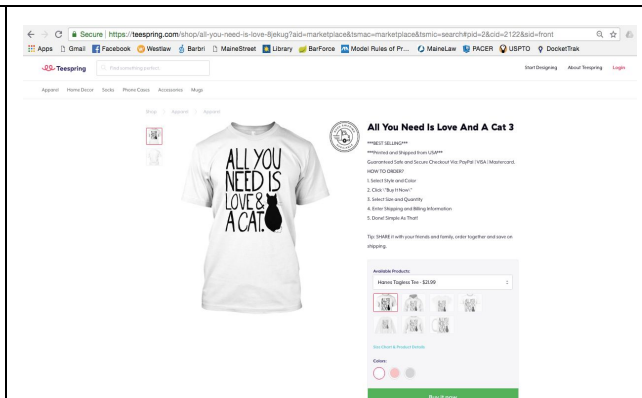 Secure | https://teespring.com/shop/all-you-need-is-love-8jekug?aid=marketplace&tsmac=marketplace&tsmic=search#pid=2&cid=2122&sid=front
Apps Gmail Facebook Westlaw Barbri MaineStreet Library BarForce Model Rules of Pr... MaineLaw PACER USPTO DocketTrak
Teespring Find something perfect... Start Designing About Teespring Login
Apparel Home Decor Socks Phone Cases Accessories Mugs
Shop Apparel Apparel
ALL YOU
NEED IS
LOVE &
A CAT.
All You Need Is Love And A Cat 3
***BEST SELLING***
***Printed and Shipped from USA***
Guaranteed Safe and Secure Checkout Via: PayPal | VISA | Mastercard.
HOW TO ORDER?
1. Select Style and Color
2. Click \"Buy It Now\"
3. Select Size and Quantity
4. Enter Shipping and Billing Information
5. Done! Simple As That!
Tip: SHARE it with your friends and family, order together and save on
shipping.
Available Products:
Hanes Tagless Tee - $21.99
Size Chart & Product Details
Colors:
Buy it now